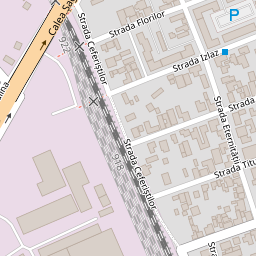 P
Strada Florilor
Calea Sa
922
Strada Ceferiștilor
Strada Izlaz
Strada
Strada Eternității
918
Strada Ceferiștilor
Strada Titu